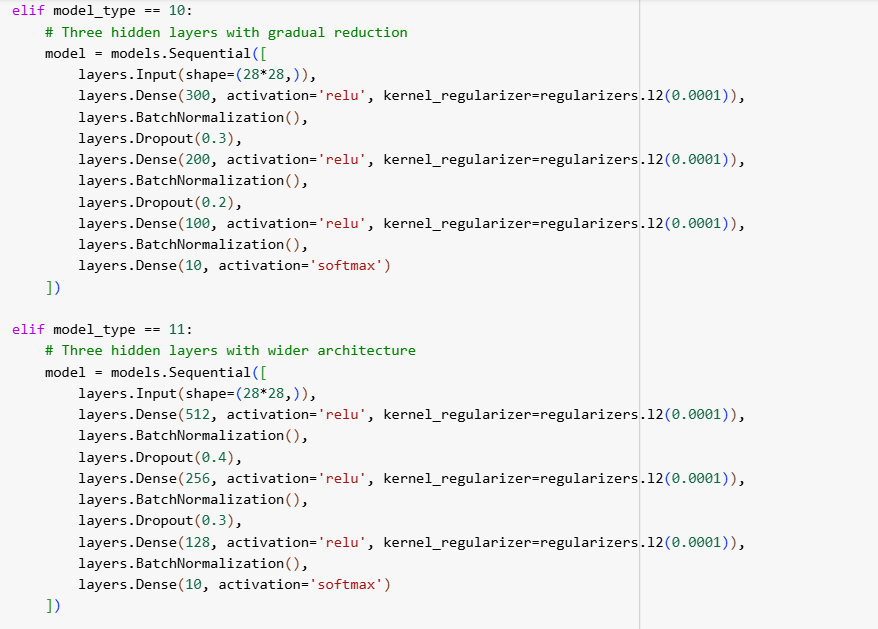 elif model_type == 10:
    # Three hidden layers with gradual reduction
    model = models.Sequential([
        layers.Input(shape=(28*28,)),
        layers.Dense(300, activation='relu', kernel_regularizer=regularizers.l2(0.0001)),
        layers.BatchNormalization(),
        layers.Dropout(0.3),
        layers.Dense(200, activation='relu', kernel_regularizer=regularizers.l2(0.0001)),
        layers.BatchNormalization(),
        layers.Dropout(0.2),
        layers.Dense(100, activation='relu', kernel_regularizer=regularizers.l2(0.0001)),
        layers.BatchNormalization(),
        layers.Dense(10, activation='softmax')
    ])

elif model_type == 11:
    # Three hidden layers with wider architecture
    model = models.Sequential([
        layers.Input(shape=(28*28,)),
        layers.Dense(512, activation='relu', kernel_regularizer=regularizers.l2(0.0001)),
        layers.BatchNormalization(),
        layers.Dropout(0.4),
        layers.Dense(256, activation='relu', kernel_regularizer=regularizers.l2(0.0001)),
        layers.BatchNormalization(),
        layers.Dropout(0.3),
        layers.Dense(128, activation='relu', kernel_regularizer=regularizers.l2(0.0001)),
        layers.BatchNormalization(),
        layers.Dense(10, activation='softmax')
    ])